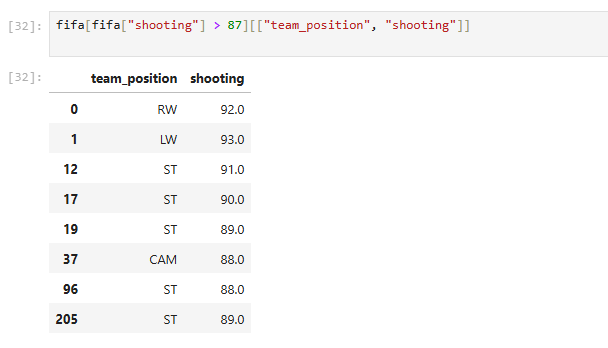 [32]: fifa[fifa["shooting"] > 87][["team_position", "shooting"]]
[32]: team_position shooting
0 RW 92.0
1 LW 93.0
12 ST 91.0
17 ST 90.0
19 ST 89.0
37 CAM 88.0
96 ST 88.0
205 ST 89.0